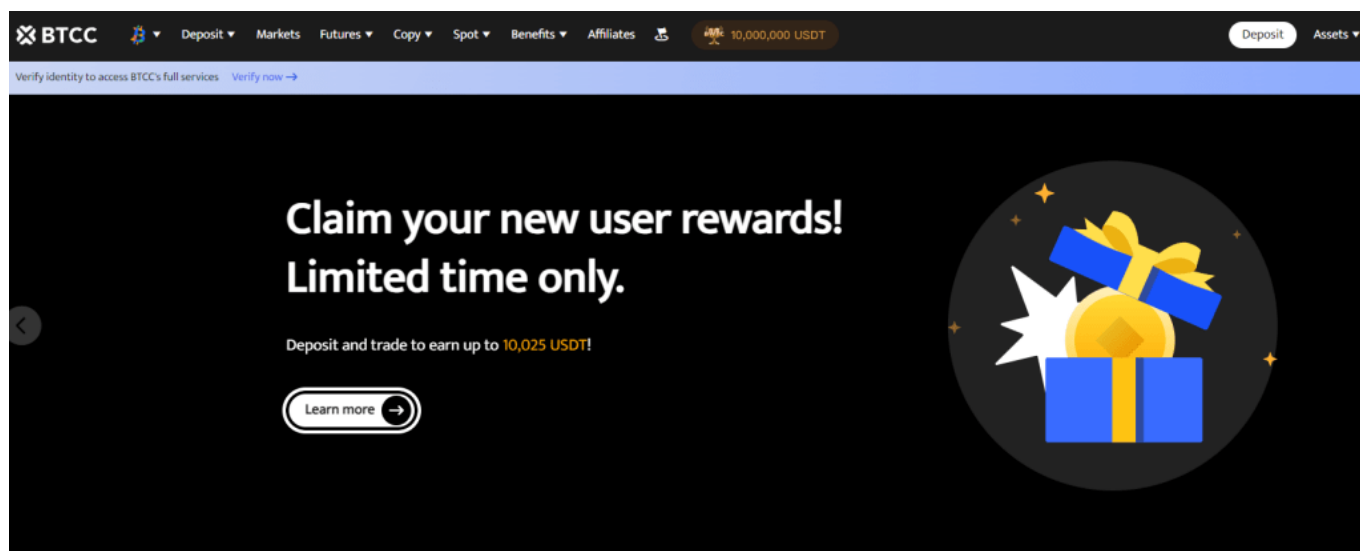 BTCC Deposit Markets Futures Copy Spot Benefits Affiliates 10,000,000 USDT Deposit Assets
Verify identity to access BTCC's full services Verify now →
Claim your new user rewards!
Limited time only.
Deposit and trade to earn up to 10,025 USDT!
Learn more →